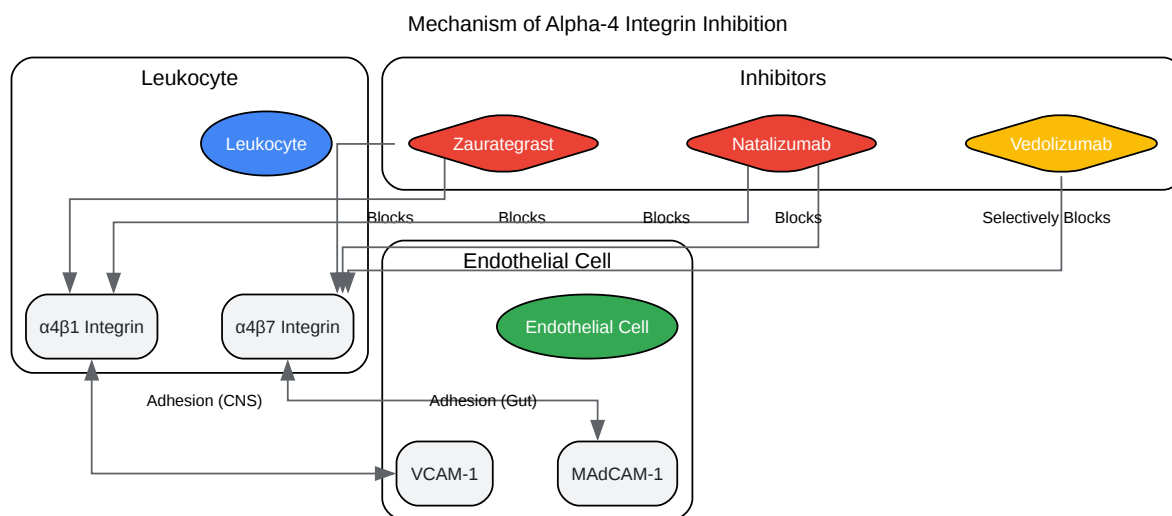 Mechanism of Alpha-4 Integrin Inhibition
Leukocyte
Inhibitors
Leukocyte
Zaurategrast
Natalizumab
Vedolizumab
Blocks
Blocks
Blocks
Blocks
Selectively Blocks
Endothelial Cell
α4β1 Integrin
α4β7 Integrin
Endothelial Cell
Adhesion (CNS)
Adhesion (Gut)
VCAM-1
MAdCAM-1